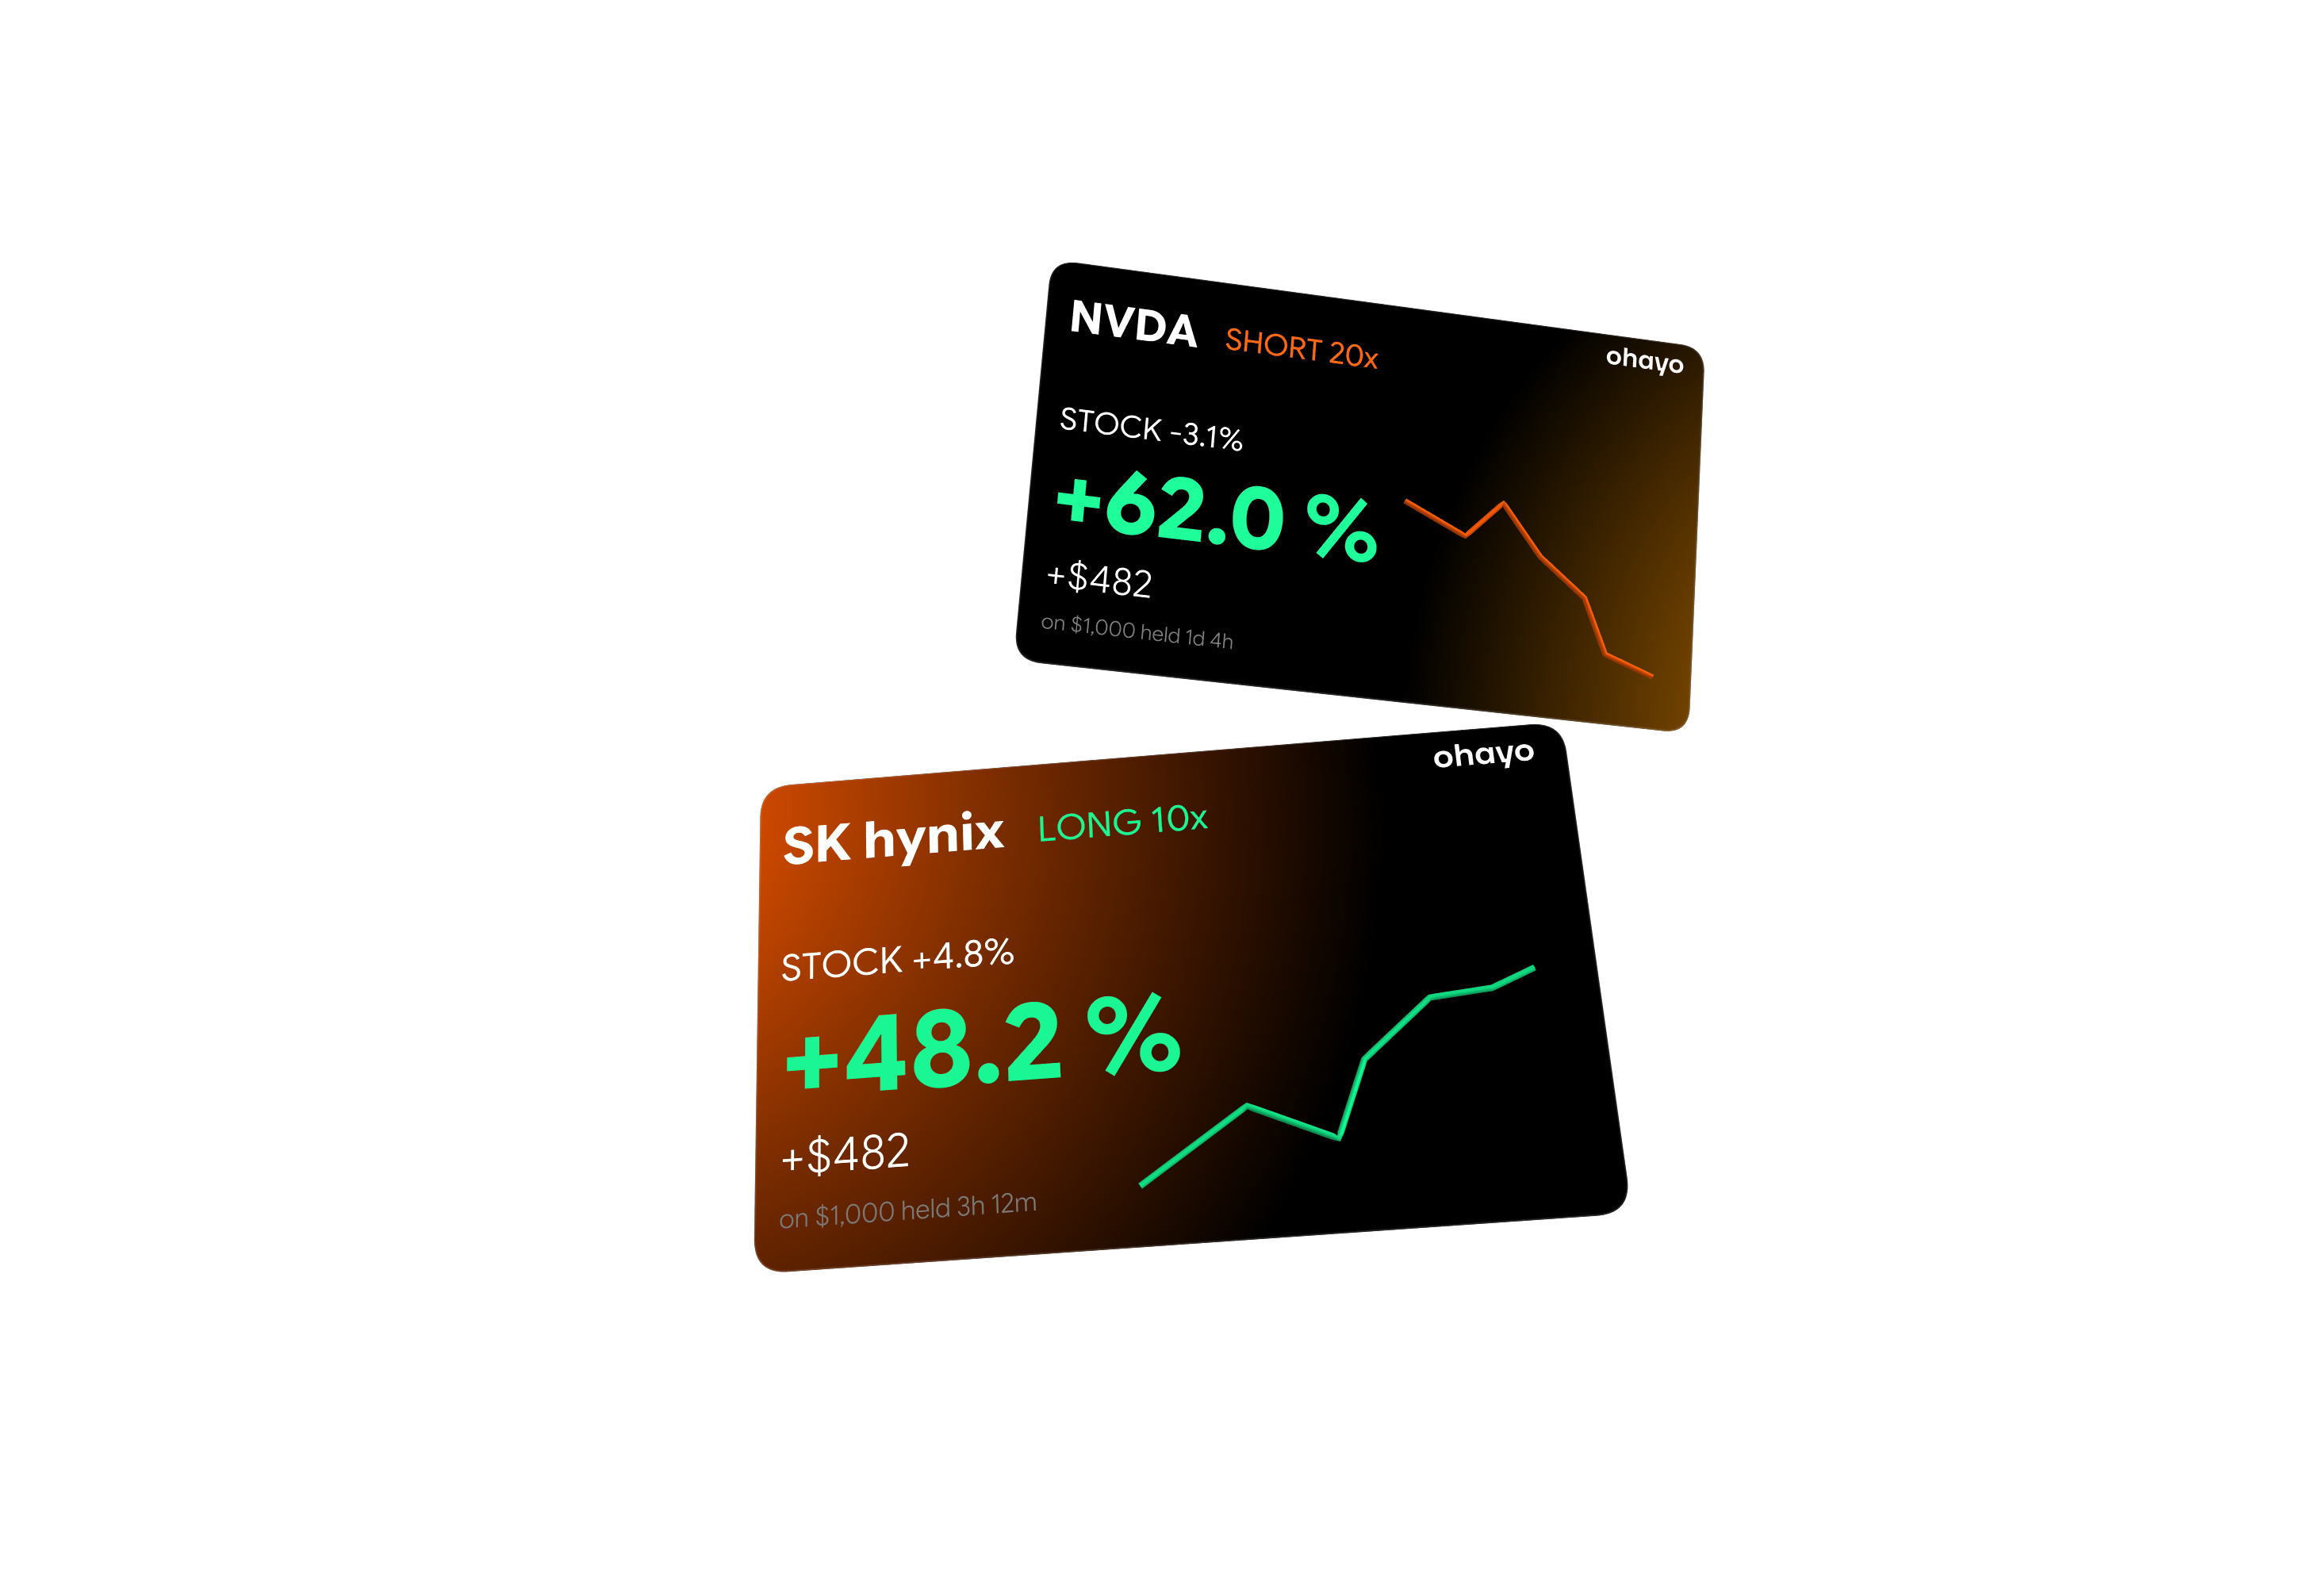 NVDA SHORT 20x ohayo
STOCK -3.1%
+62.0 %
+$482
on $1,000 held 1d 4h
ohayo
SK hynix LONG 10x
STOCK +4.8%
+48.2 %
+$482
on $1,000 held 3h 12m